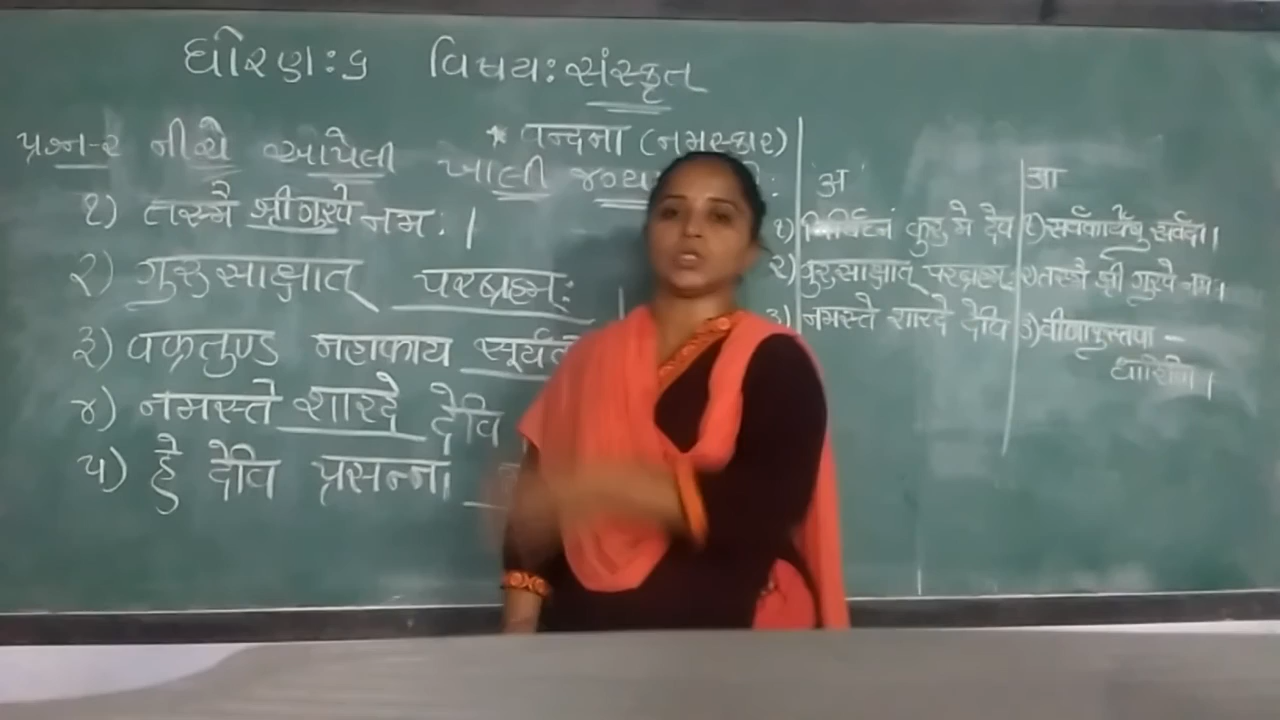 ધોરણ: ૬ વિષય: સંસ્કૃત
* वन्दना (नमस्कार)
પ્રશ્ન-૨ નીચે આપેલી ખાલી
१) तस्मै श्रीगुरवे नमः।
२) गुरु साक्षात् परब्रह्म:
३) वक्रतुण्ड महाकाय
४) नमस्ते शारदे देवि
५) हे देवि प्रसन्ना
अ
१) कुरु मे देव
२) गुरुसाक्षात् परब्रह्म:
३) नमस्ते शारदे देवि
आ
१) सर्वकार्येषु सर्वदा।
२) तस्मै श्री गुरवे नमः।
३)